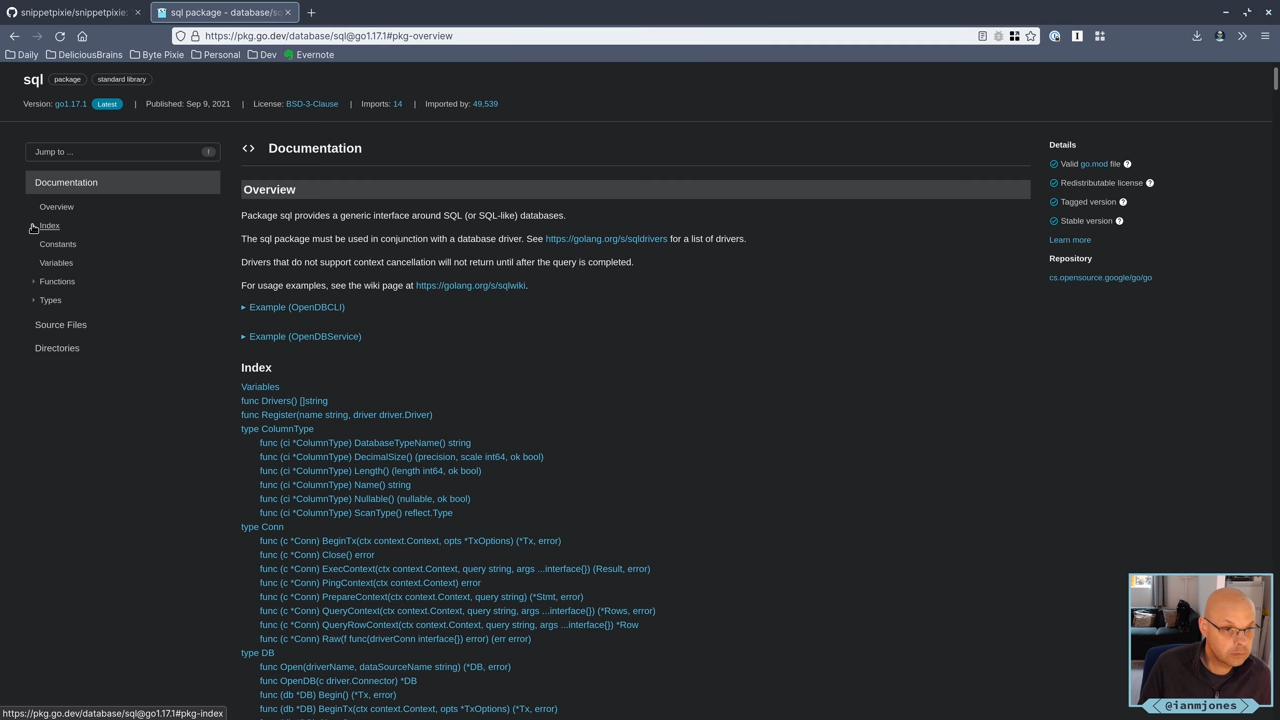 snippetpixie/snippetpixie:
sql package - database/sq
https://pkg.go.dev/database/sql@go1.17.1#pkg-overview
Daily DeliciousBrains Byte Pixie Personal Dev Evernote
sql package standard library
Version: go1.17.1 Latest | Published: Sep 9, 2021 | License: BSD-3-Clause | Imports: 14 | Imported by: 49,539
Jump to ... f
Documentation
Overview
Index
Constants
Variables
Functions
Types
Source Files
Directories
Documentation
Overview
Package sql provides a generic interface around SQL (or SQL-like) databases.
The sql package must be used in conjunction with a database driver. See https://golang.org/s/sqldrivers for a list of drivers.
Drivers that do not support context cancellation will not return until after the query is completed.
For usage examples, see the wiki page at https://golang.org/s/sqlwiki.
Example (OpenDBCLI)
Example (OpenDBService)
Index
Variables
func Drivers() []string
func Register(name string, driver driver.Driver)
type ColumnType
func (ci *ColumnType) DatabaseTypeName() string
func (ci *ColumnType) DecimalSize() (precision, scale int64, ok bool)
func (ci *ColumnType) Length() (length int64, ok bool)
func (ci *ColumnType) Name() string
func (ci *ColumnType) Nullable() (nullable, ok bool)
func (ci *ColumnType) ScanType() reflect.Type
type Conn
func (c *Conn) BeginTx(ctx context.Context, opts *TxOptions) (*Tx, error)
func (c *Conn) Close() error
func (c *Conn) ExecContext(ctx context.Context, query string, args ...interface{}) (Result, error)
func (c *Conn) PingContext(ctx context.Context) error
func (c *Conn) PrepareContext(ctx context.Context, query string) (*Stmt, error)
func (c *Conn) QueryContext(ctx context.Context, query string, args ...interface{}) (*Rows, error)
func (c *Conn) QueryRowContext(ctx context.Context, query string, args ...interface{}) *Row
func (c *Conn) Raw(f func(driverConn interface{}) error) (err error)
type DB
func Open(driverName, dataSourceName string) (*DB, error)
func OpenDB(c driver.Connector) *DB
func (db *DB) Begin() (*Tx, error)
func (db *DB) BeginTx(ctx context.Context, opts *TxOptions) (*Tx, error)
Details
Valid go.mod file
Redistributable license
Tagged version
Stable version
Learn more
Repository
cs.opensource.google/go/go
https://pkg.go.dev/database/sql@go1.17.1#pkg-index
@ianmjones